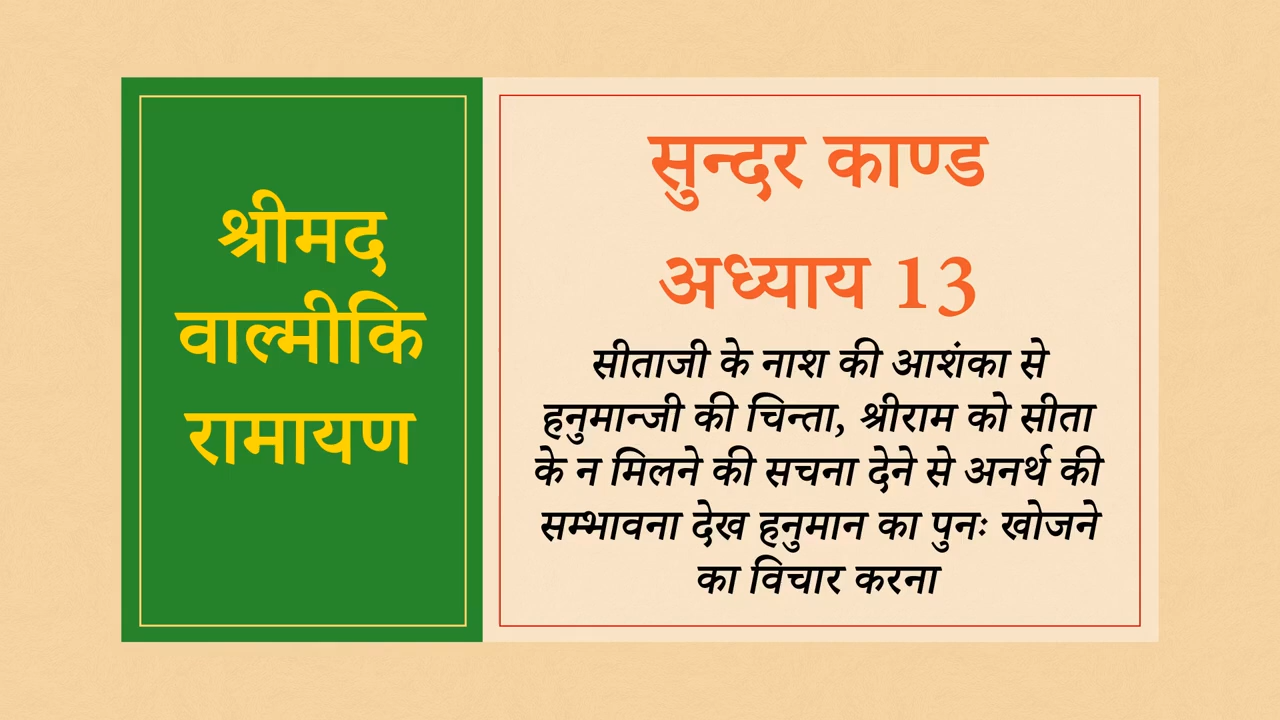 श्रीमद
वाल्मीकि
रामायण
सुन्दर काण्ड
अध्याय 13
सीताजी के नाश की आशंका से
हनुमान्जी की चिन्ता, श्रीराम को सीता
के न मिलने की सचना देने से अनर्थ की
सम्भावना देख हनुमान का पुनः खोजने
का विचार करना